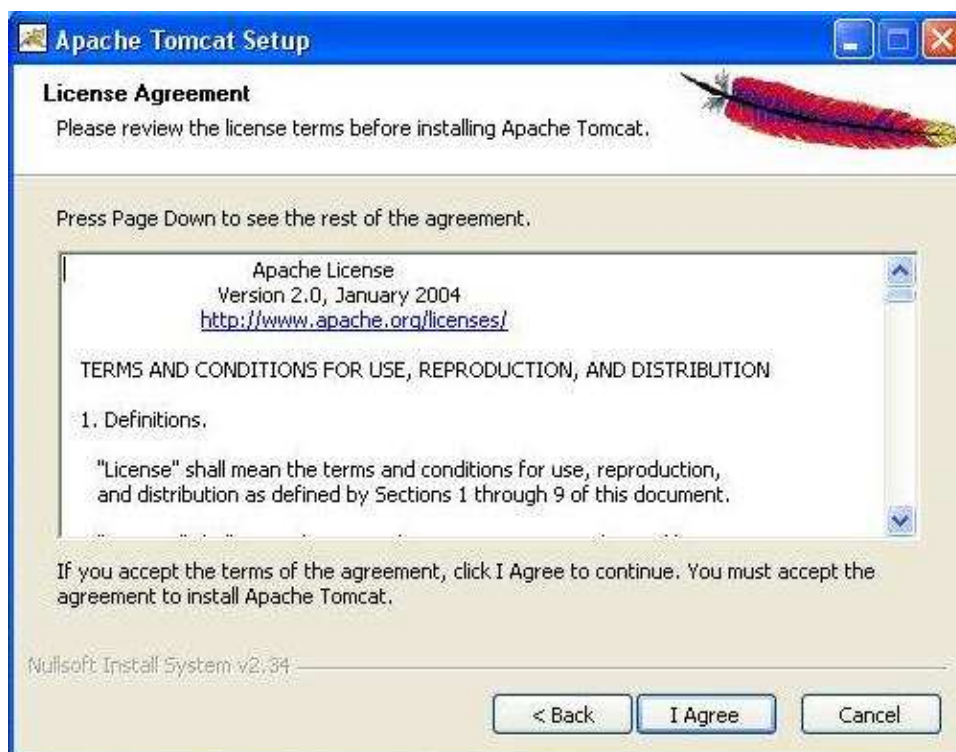 Apache Tomcat Setup
License Agreement
Please review the license terms before installing Apache Tomcat.
Press Page Down to see the rest of the agreement.
Apache License
Version 2.0, January 2004
http://www.apache.org/licenses/
TERMS AND CONDITIONS FOR USE, REPRODUCTION, AND DISTRIBUTION
1. Definitions.
"License" shall mean the terms and conditions for use, reproduction,
and distribution as defined by Sections 1 through 9 of this document.
If you accept the terms of the agreement, click I Agree to continue. You must accept the
agreement to install Apache Tomcat.
Nullsoft Install System v2.34
< Back I Agree Cancel